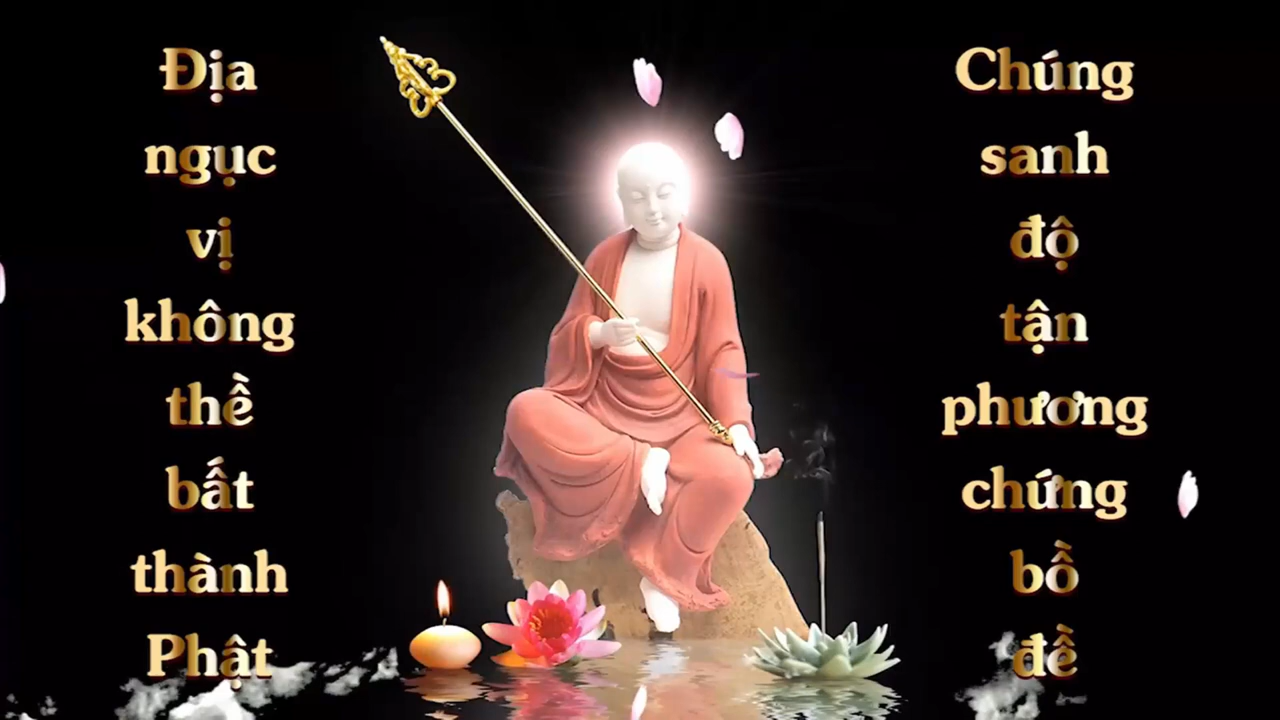 Địa
ngục
vị
không
thề
bất
thành
Phật
Chúng
sanh
độ
tận
phương
chứng
bồ
đề